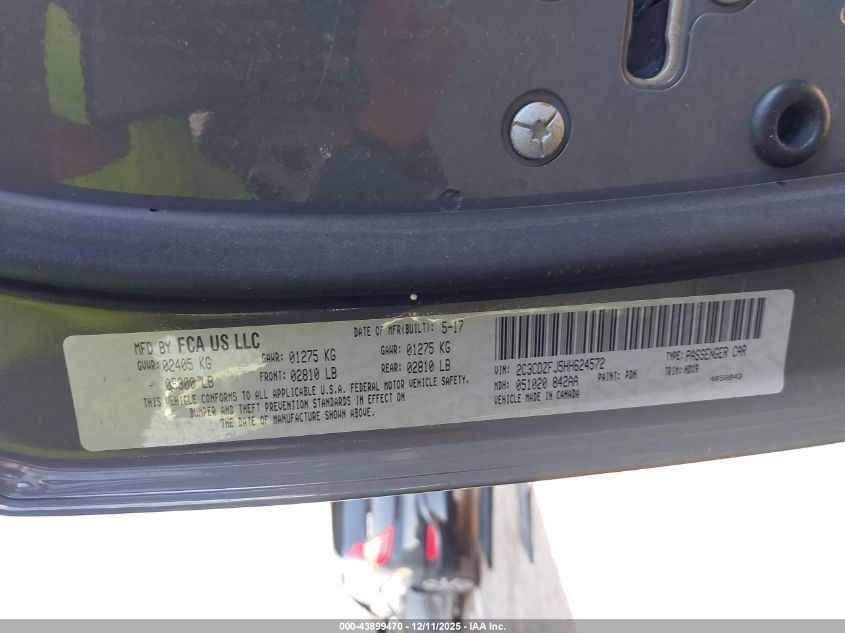 MFD BY FCA US LLC
DATE OF MFR(BUILT): 5-17
GVWR: 02405 KG GAWR: 01275 KG GAWR: 01275 KG
05300 LB FRONT: 02810 LB REAR: 02810 LB
THIS VEHICLE CONFORMS TO ALL APPLICABLE U.S.A. FEDERAL MOTOR VEHICLE SAFETY,
BUMPER AND THEFT PREVENTION STANDARDS IN EFFECT ON
THE DATE OF MANUFACTURE SHOWN ABOVE.
VIN: 2C3CDZFJ5HH624572 TYPE: PASSENGER CAR
MDH: 051020 842AA PAINT: PDN TRIM: HDX9
VEHICLE MADE IN CANADA 4858043
000-43899470 - 12/11/2025 - IAA Inc.